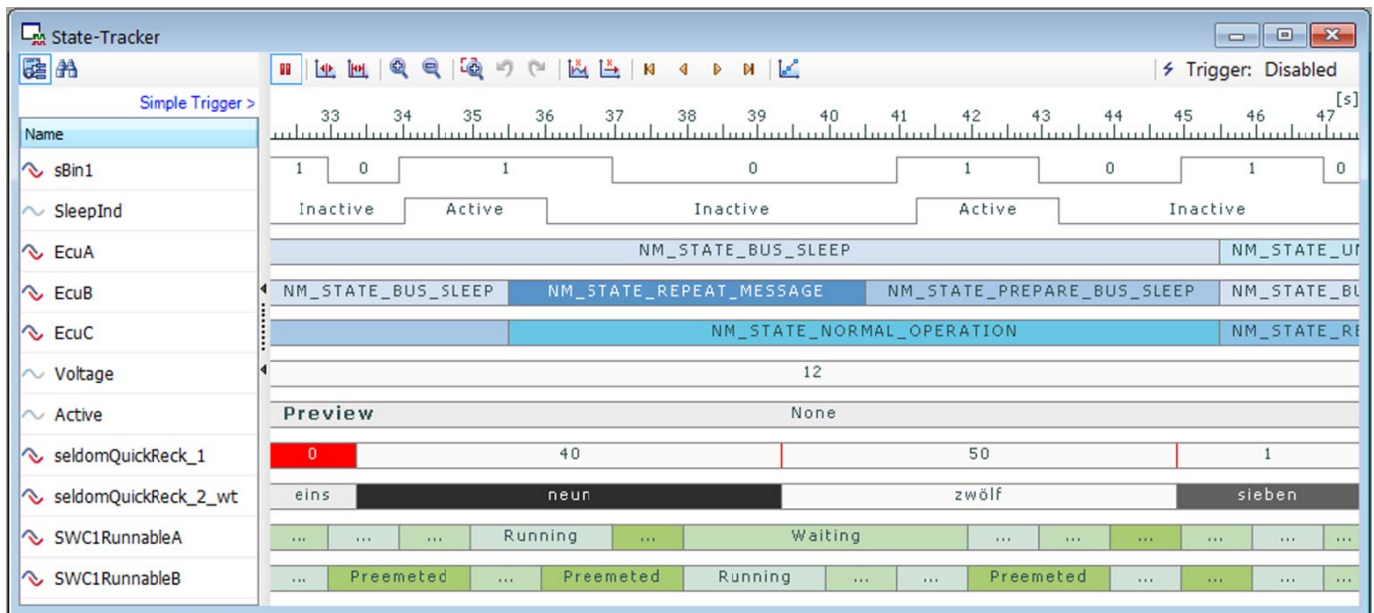 State-Tracker
Trigger: Disabled
Simple Trigger >
[s]
33 34 35 36 37 38 39 40 41 42 43 44 45 46 47
Name
sBin1 1 0 1 0 1 0 1 0
SleepInd Inactive Active Inactive Active Inactive
EcuA NM_STATE_BUS_SLEEP NM_STATE_UN
EcuB NM_STATE_BUS_SLEEP NM_STATE_REPEAT_MESSAGE NM_STATE_PREPARE_BUS_SLEEP NM_STATE_BU
EcuC NM_STATE_NORMAL_OPERATION NM_STATE_RE
Voltage 12
Active Preview None
seldomQuickReck_1 0 40 50 1
seldomQuickReck_2_wt eins neun zwölf sieben
SWC1RunnableA ... ... ... Running ... Waiting ... ... ... ... ... ...
SWC1RunnableB ... Preemeted ... Preemeted Running ... ... Preemeted ... ... ... ...